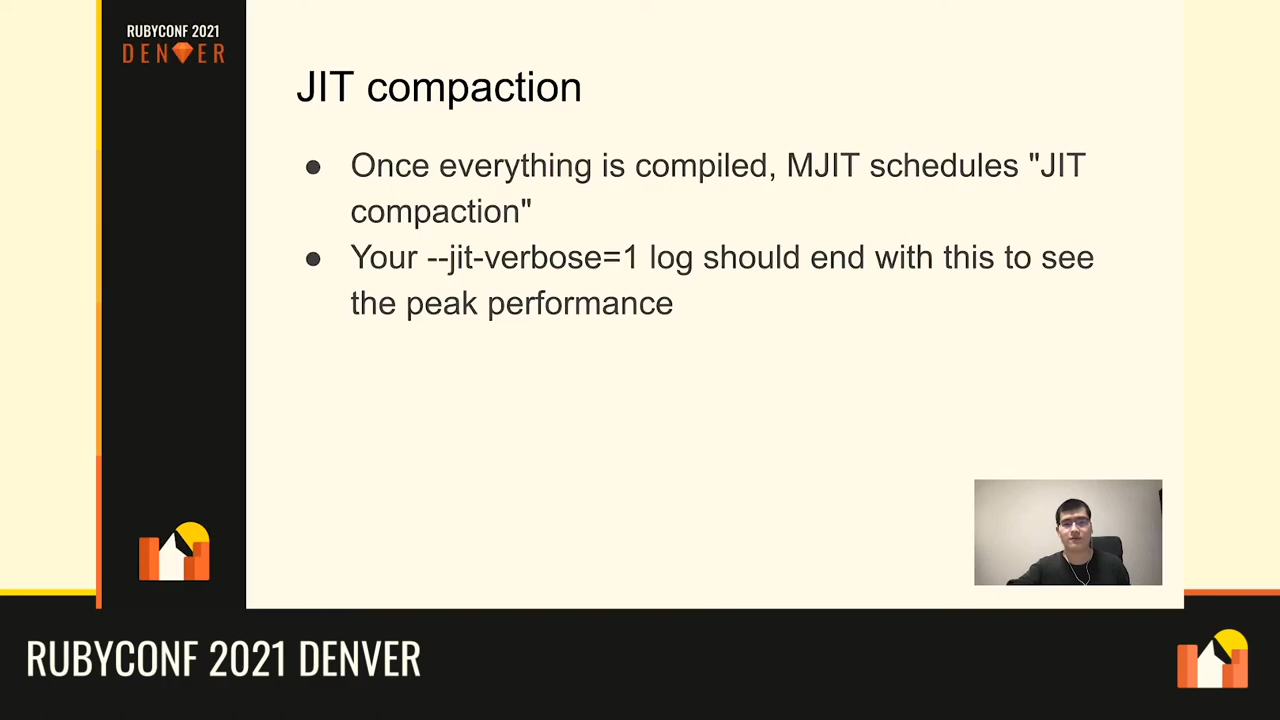 RUBYCONF 2021
DENVER
JIT compaction
● Once everything is compiled, MJIT schedules "JIT
compaction"
● Your --jit-verbose=1 log should end with this to see
the peak performance
RUBYCONF 2021 DENVER